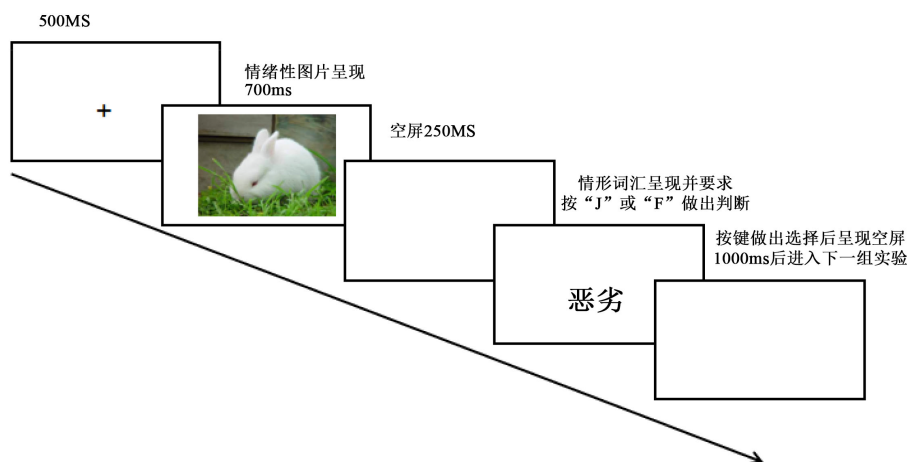 500MS
+
情绪性图片呈现
700ms
空屏250MS
情形词汇呈现并要求
按“J”或“F”做出判断
恶劣
按键做出选择后呈现空屏
1000ms后进入下一组实验